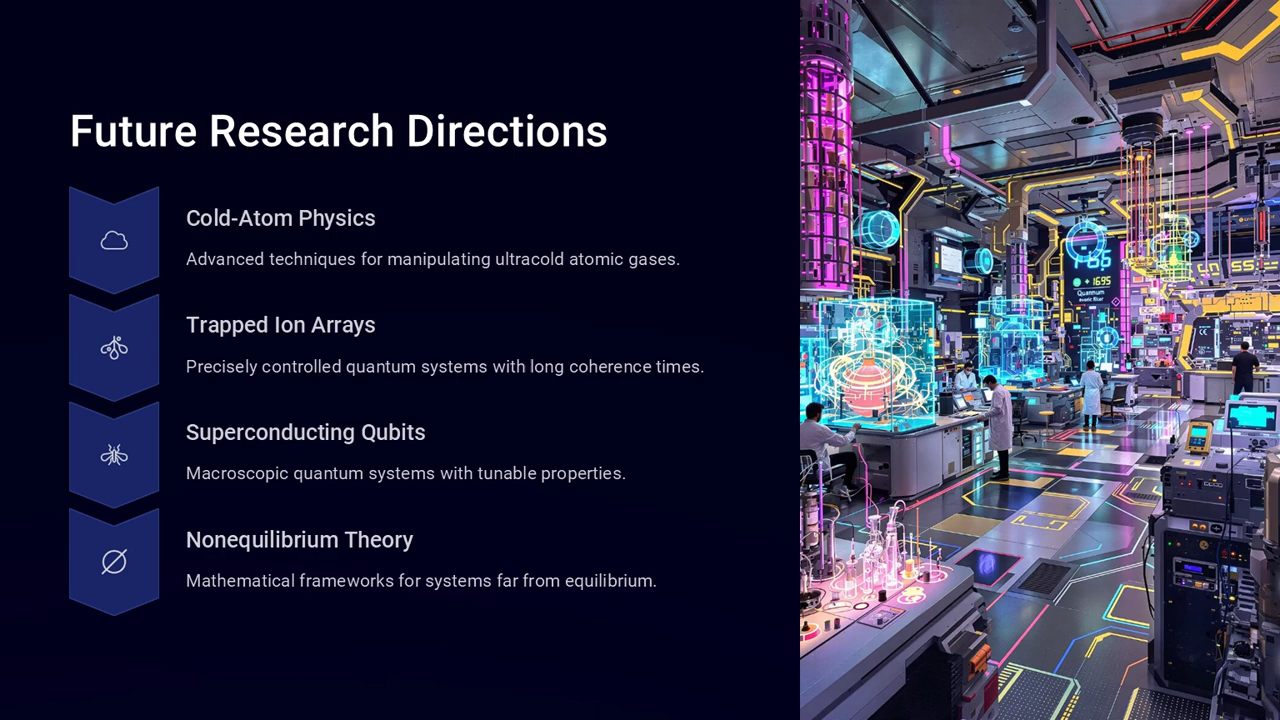 Future Research Directions
Cold-Atom Physics
Advanced techniques for manipulating ultracold atomic gases.
Trapped Ion Arrays
Precisely controlled quantum systems with long coherence times.
Superconducting Qubits
Macroscopic quantum systems with tunable properties.
Nonequilibrium Theory
Mathematical frameworks for systems far from equilibrium.
Quantum